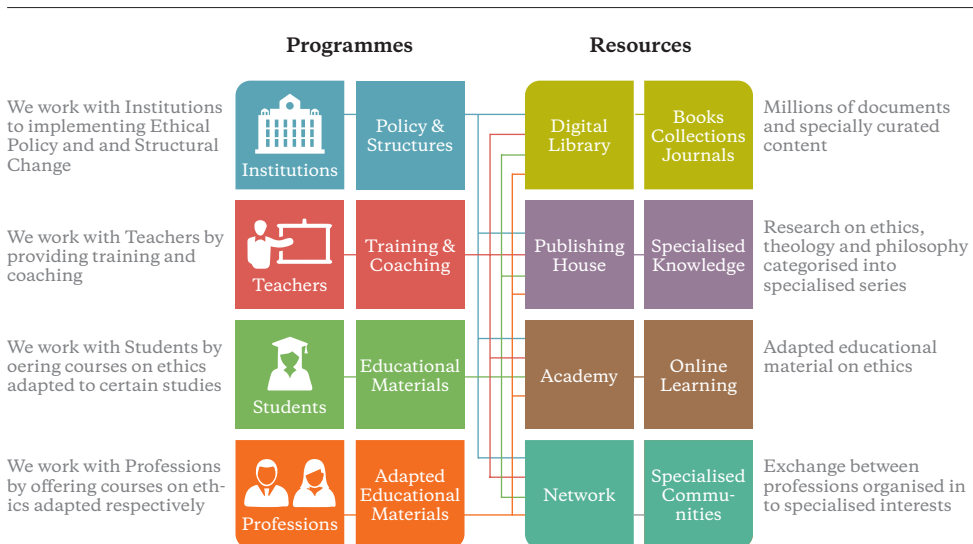 Programmes
Resources
We work with Institutions
to implementing Ethical
Policy and and Structural
Change
Institutions
Policy &
Structures
Digital
Library
Books
Collections
Journals
Millions of documents
and specially curated
content
We work with Teachers by
providing training and
coaching
Teachers
Training &
Coaching
Publishing
House
Specialised
Knowledge
Research on ethics,
theology and philosophy
categorised into
specialised series
We work with Students by
oering courses on ethics
adapted to certain studies
Students
Educational
Materials
Academy
Online
Learning
Adapted educational
material on ethics
We work with Professions
by offering courses on eth-
ics adapted respectively
Professions
Adapted
Educational
Materials
Network
Specialised
Commu-
nities
Exchange between
professions organised in
to specialised interests